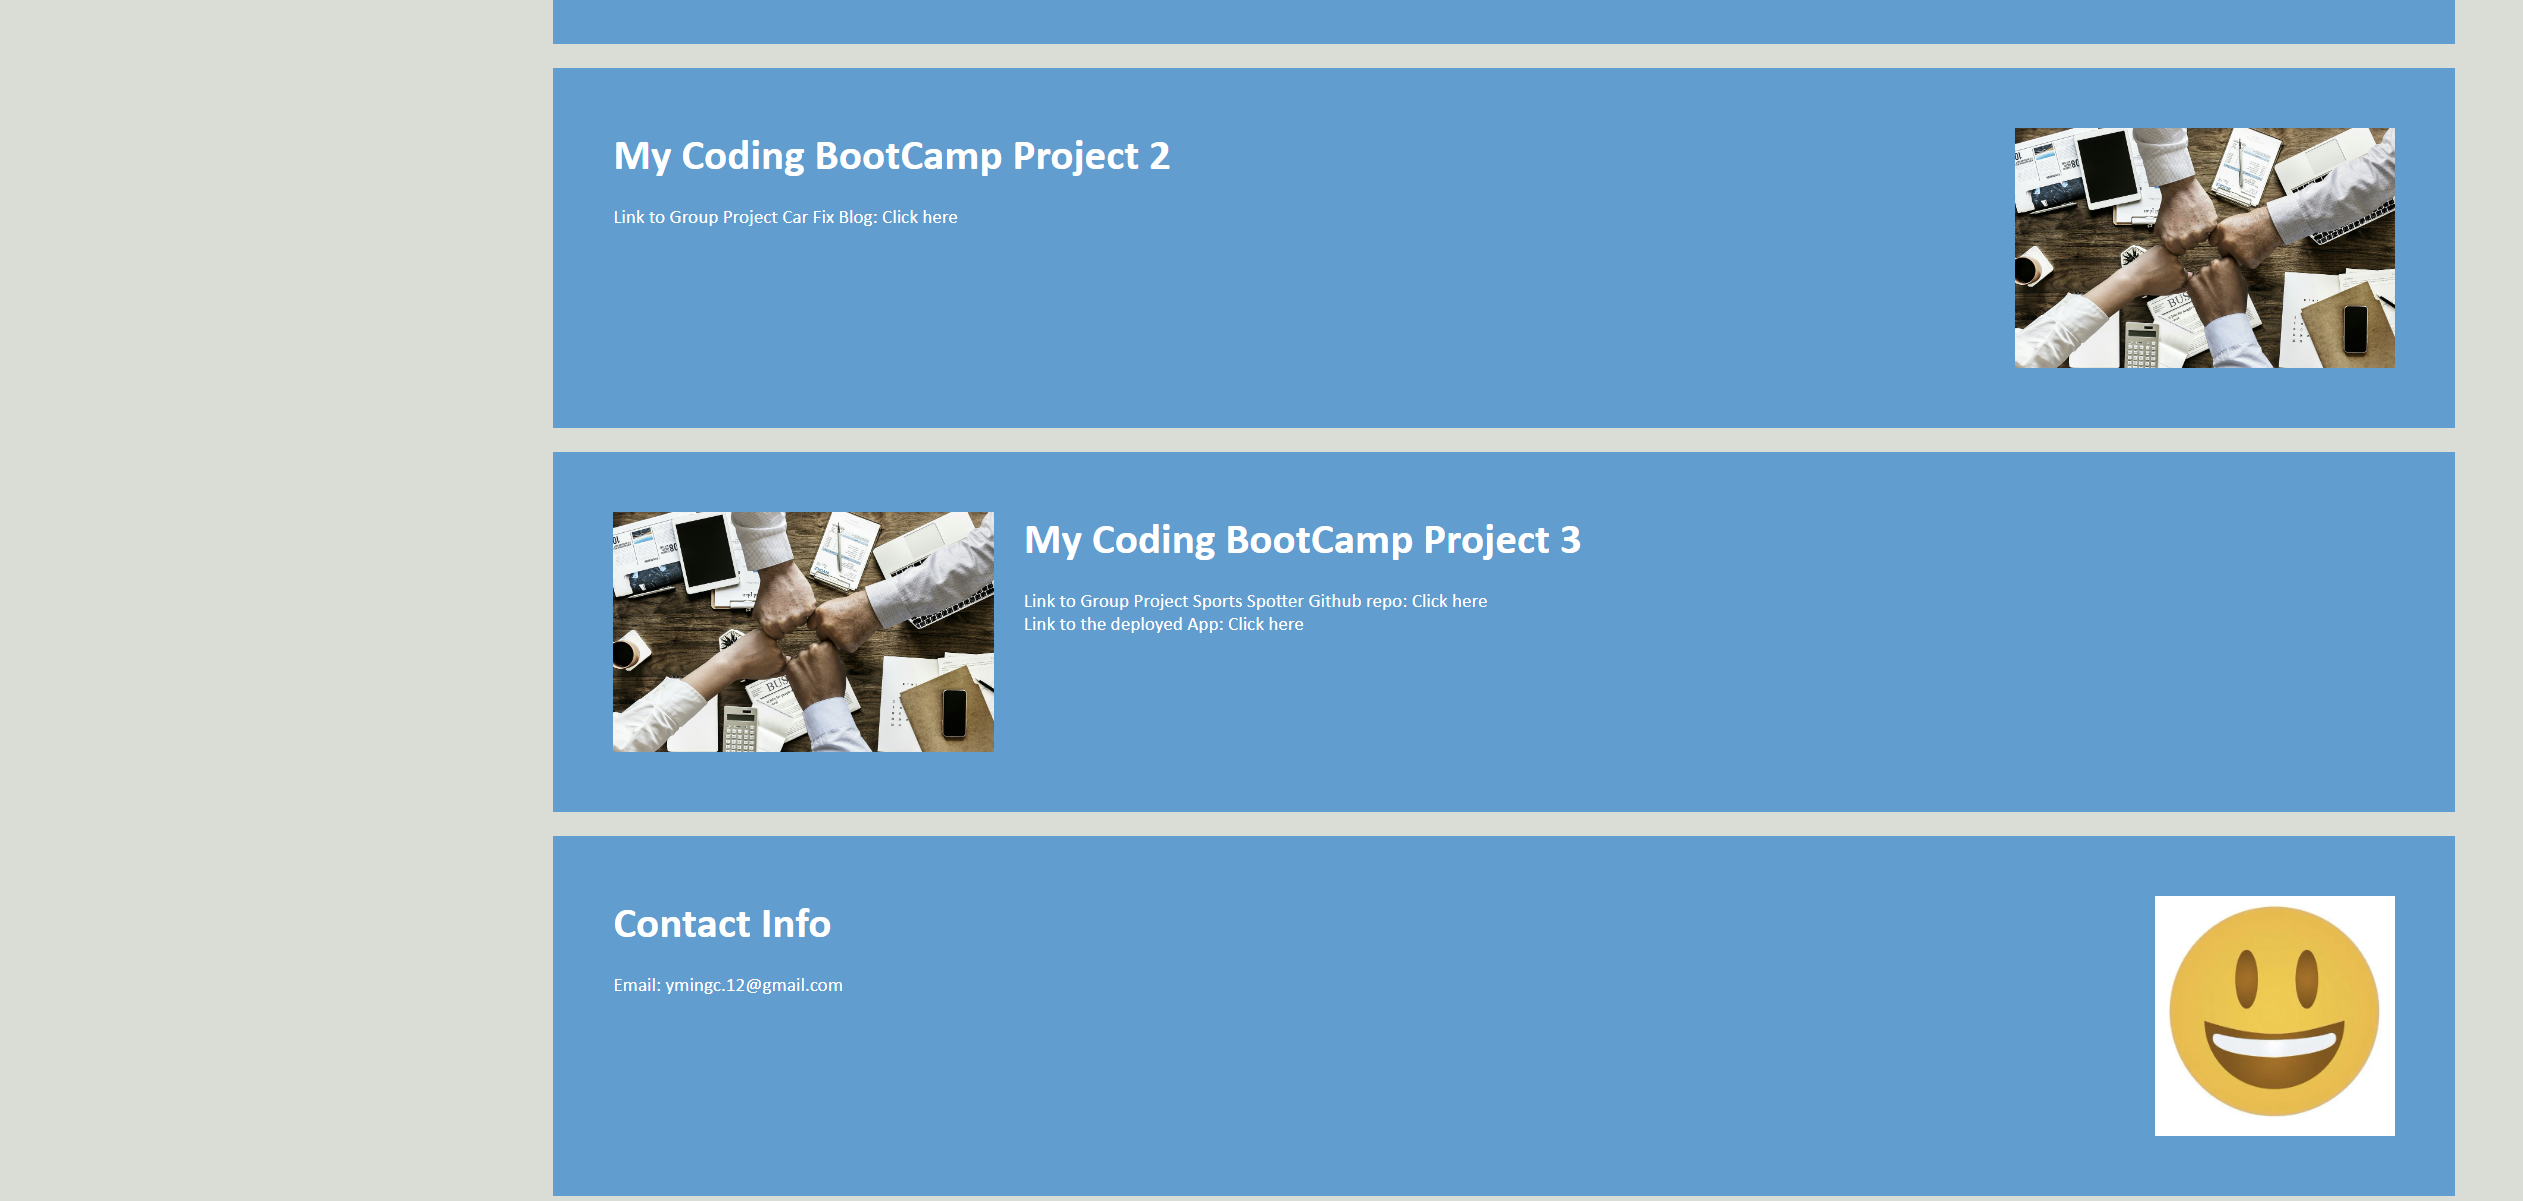 My Coding BootCamp Project 2
Link to Group Project Car Fix Blog: Click here
My Coding BootCamp Project 3
Link to Group Project Sports Spotter Github repo: Click here
Link to the deployed App: Click here
Contact Info
Email: ymingc.12@gmail.com